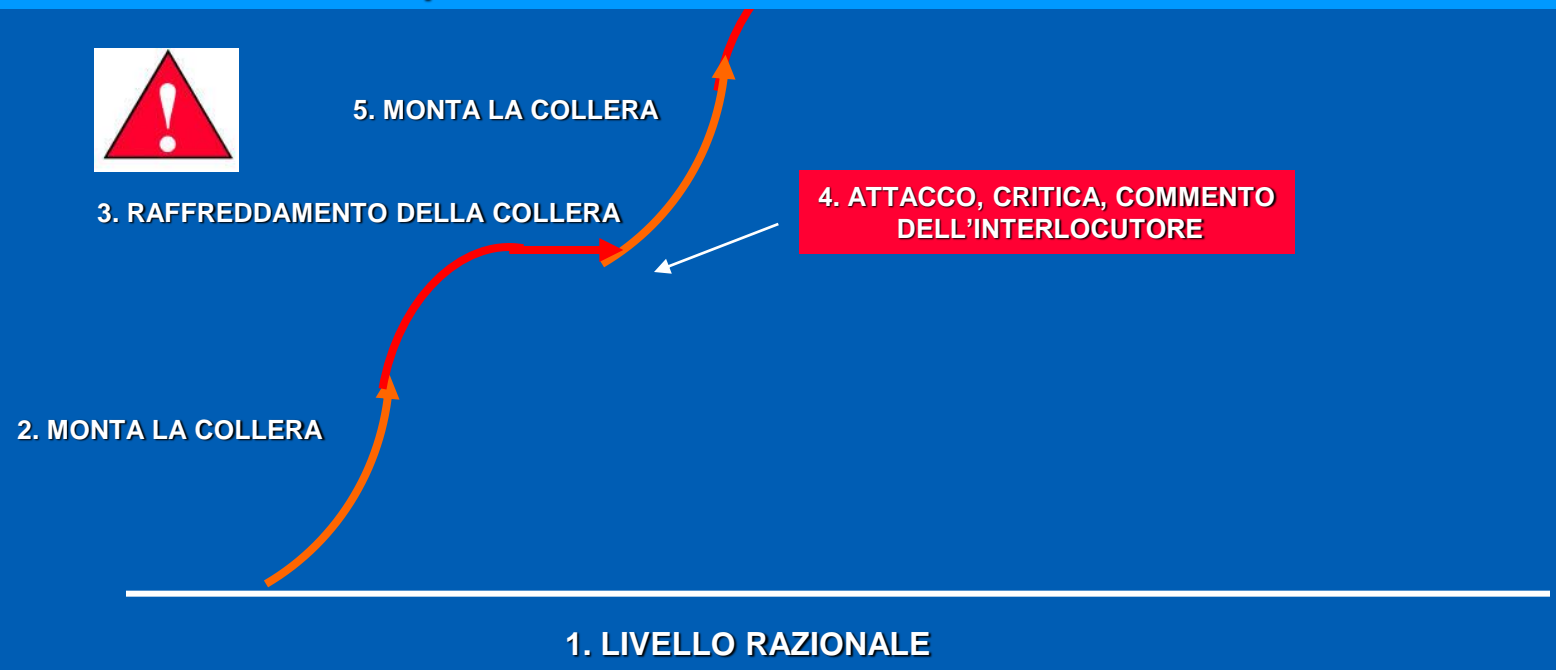 5. MONTA LA COLLERA
3. RAFFREDDAMENTO DELLA COLLERA
4. ATTACCO, CRITICA, COMMENTO
DELL’INTERLOCUTORE
2. MONTA LA COLLERA
1. LIVELLO RAZIONALE